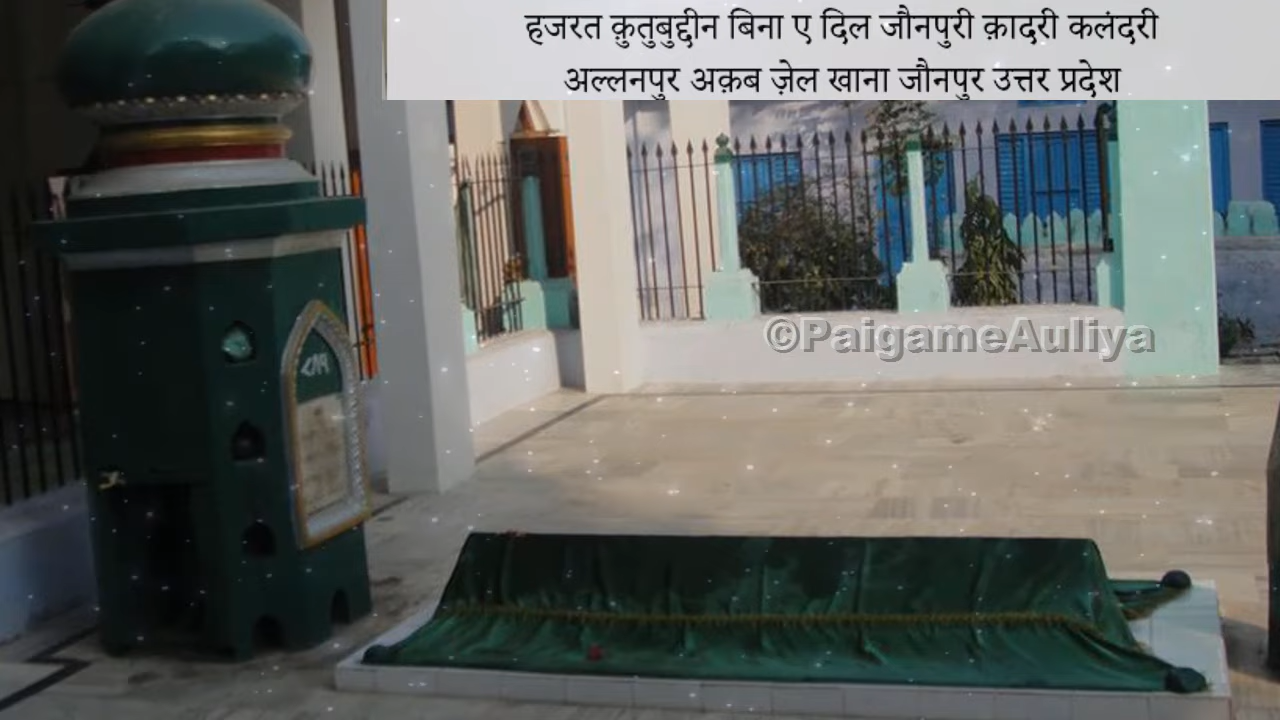 हजरत क़ुतुबुद्दीन बिना ए दिल जौनपुरी क़ादरी कलंदरी
अल्लनपुर अक़ब ज़ेल खाना जौनपुर उत्तर प्रदेश
©PaigameAuliya